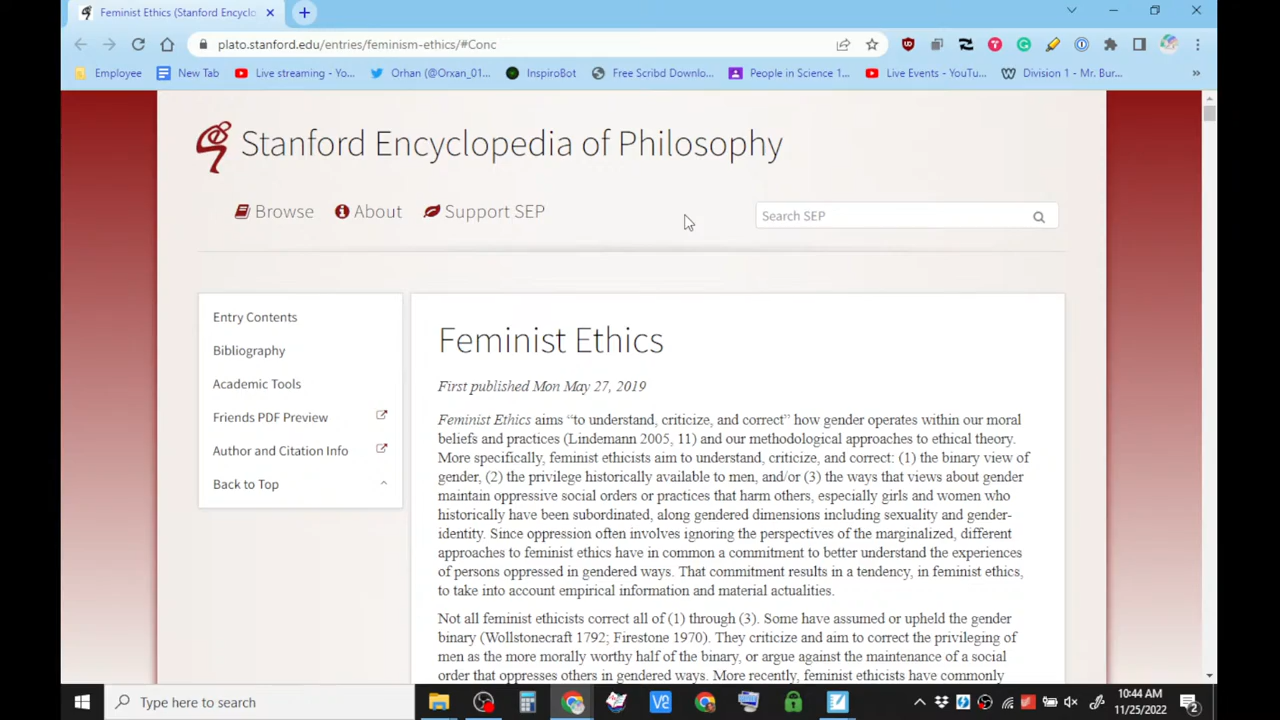 Feminist Ethics (Stanford Encyclo
plato.stanford.edu/entries/feminism-ethics/#Conc
Employee New Tab Live streaming - Yo... Orhan (@Orxan_01... InspiroBot Free Scribd Downlo... People in Science 1... Live Events - YouTu... Division 1 - Mr. Bur...
Stanford Encyclopedia of Philosophy
Browse About Support SEP
Search SEP
Entry Contents
Bibliography
Academic Tools
Friends PDF Preview
Author and Citation Info
Back to Top
Feminist Ethics
First published Mon May 27, 2019
Feminist Ethics aims “to understand, criticize, and correct” how gender operates within our moral
beliefs and practices (Lindemann 2005, 11) and our methodological approaches to ethical theory.
More specifically, feminist ethicists aim to understand, criticize, and correct: (1) the binary view of
gender, (2) the privilege historically available to men, and/or (3) the ways that views about gender
maintain oppressive social orders or practices that harm others, especially girls and women who
historically have been subordinated, along gendered dimensions including sexuality and gender-
identity. Since oppression often involves ignoring the perspectives of the marginalized, different
approaches to feminist ethics have in common a commitment to better understand the experiences
of persons oppressed in gendered ways. That commitment results in a tendency, in feminist ethics,
to take into account empirical information and material actualities.
Not all feminist ethicists correct all of (1) through (3). Some have assumed or upheld the gender
binary (Wollstonecraft 1792; Firestone 1970). They criticize and aim to correct the privileging of
men as the more morally worthy half of the binary, or argue against the maintenance of a social
order that oppresses others in gendered ways. More recently, feminist ethicists have commonly
Type here to search
10:44 AM
11/25/2022
2